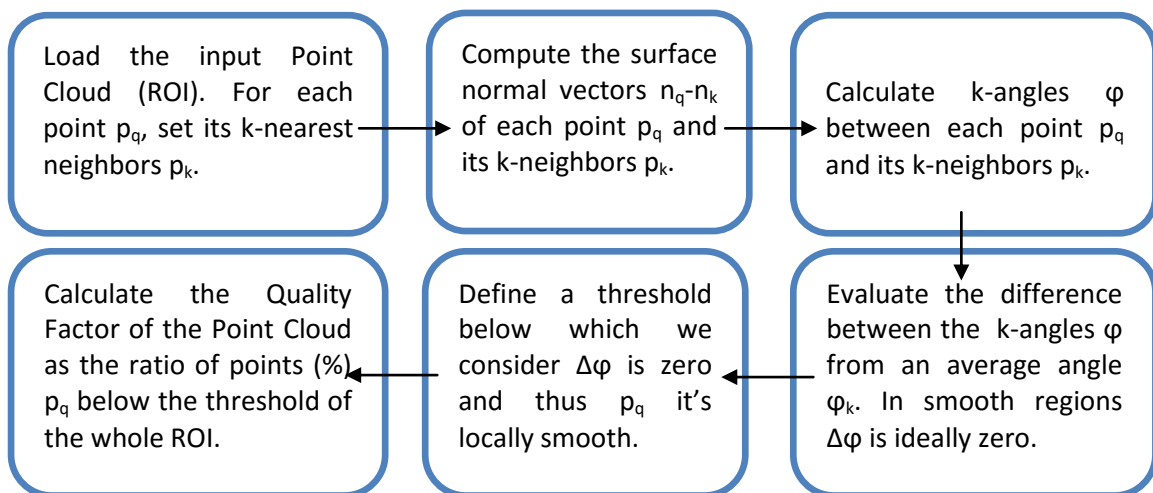 Load the input Point
Cloud (ROI). For each
point pq, set its k-nearest
neighbors pk.
Compute the surface
normal vectors nq-nk
of each point pq and
its k-neighbors pk.
Calculate k-angles φ
between each point pq
and its k-neighbors pk.
Evaluate the difference
between the k-angles φ
from an average angle
φk. In smooth regions
Δφ is ideally zero.
Define a threshold
below which we
consider Δφ is zero
and thus pq it’s
locally smooth.
Calculate the Quality
Factor of the Point Cloud
as the ratio of points (%)
pq below the threshold of
the whole ROI.